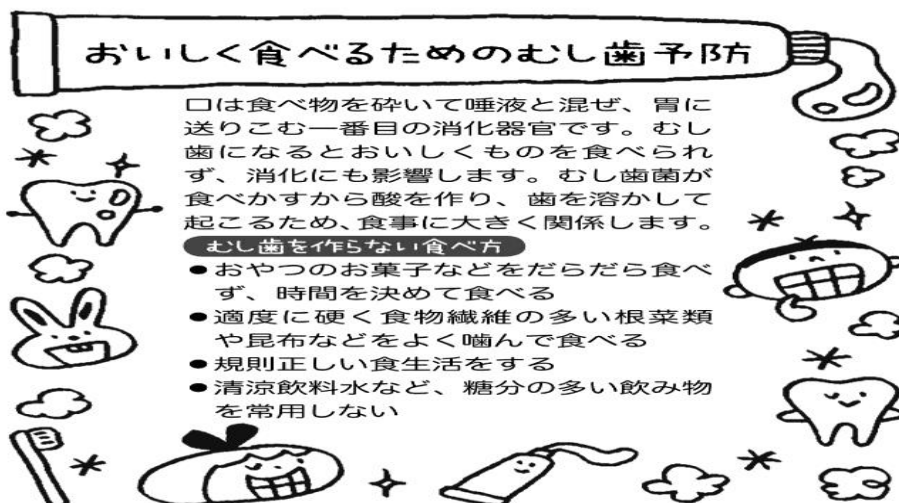 おいしく食べるためのむし歯予防
口は食べ物を砕いて唾液と混ぜ、胃に
送りこむ一番目の消化器官です。むし
歯になるとおいしくものを食べられ
ず、消化にも影響します。むし歯菌が
食べかすから酸を作り、歯を溶かして
起こるため、食事に大きく関係します。
むし歯を作らない食べ方
●おやつのお菓子などをだらだら食べ
ず、時間を決めて食べる
●適度に硬く食物繊維の多い根菜類
や昆布などをよく噛んで食べる
●規則正しい食生活をする
●清涼飲料水など、糖分の多い飲み物
を常用しない